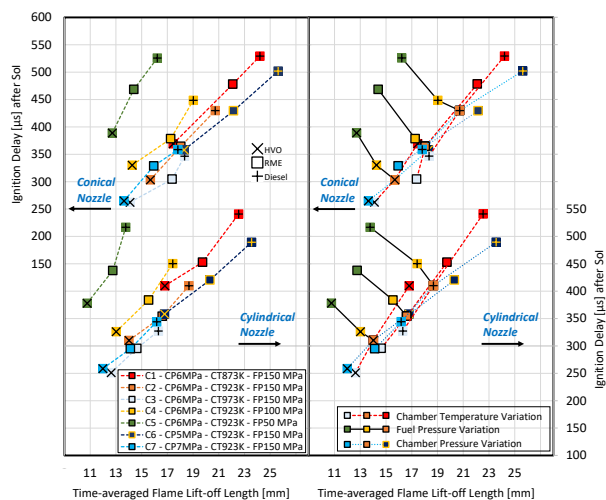 600
550
500
450
400
350
300
250
200
150
Ignition Delay [µs] after SoI
HVO
RME
Diesel
Conical
Nozzle
Cylindrical
Nozzle
C1 - CP6MPa - CT873K - FP150 MPa
C2 - CP6MPa - CT923K - FP150 MPa
C3 - CP6MPa - CT973K - FP150 MPa
C4 - CP6MPa - CT923K - FP100 MPa
C5 - CP6MPa - CT923K - FP50 MPa
C6 - CP5MPa - CT923K - FP150 MPa
C7 - CP7MPa - CT923K - FP150 MPa
11 13 15 17 19 21 23 25
Time-averaged Flame Lift-off Length [mm]
Conical
Nozzle
Cylindrical
Nozzle
Chamber Temperature Variation
Fuel Pressure Variation
Chamber Pressure Variation
550
500
450
400
350
300
250
200
150
100
Ignition Delay [µs] after SoI
11 13 15 17 19 21 23 25
Time-averaged Flame Lift-off Length [mm]